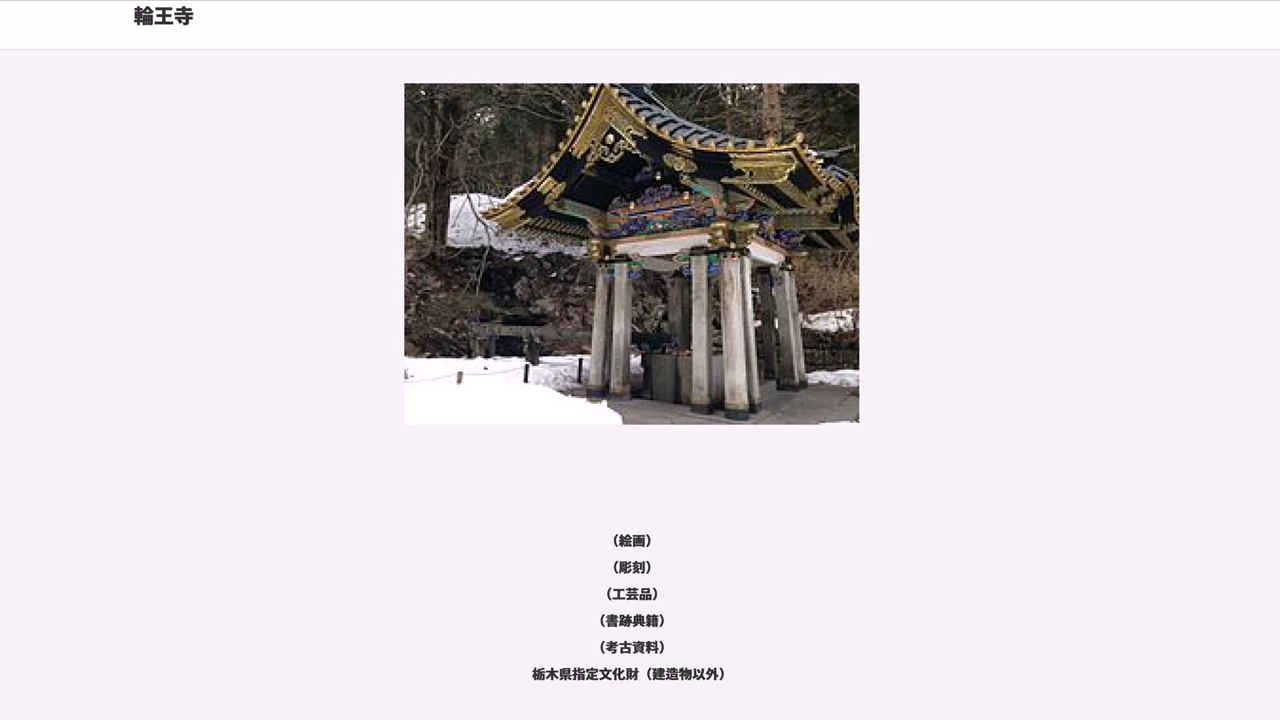 輪王寺
（絵画）
（彫刻）
（工芸品）
（書跡典籍）
（考古資料）
栃木県指定文化財（建造物以外）